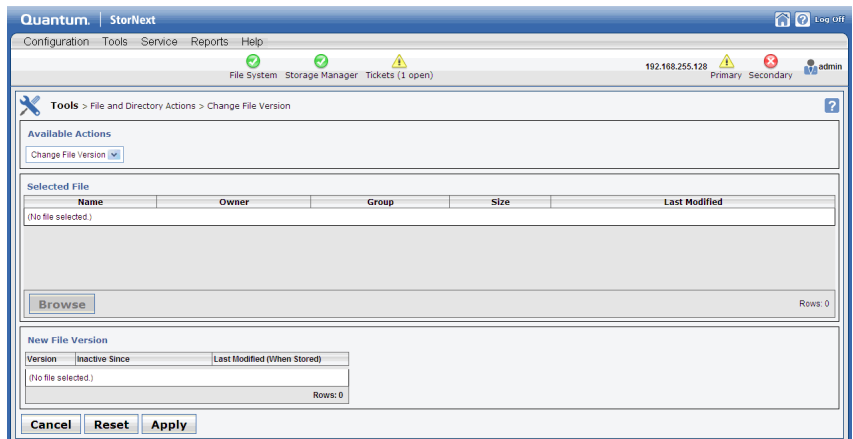 Quantum. StorNext Log Off
Configuration Tools Service Reports Help
File System Storage Manager Tickets (1 open) 192.168.255.128 Primary Secondary admin
Tools > File and Directory Actions > Change File Version
Available Actions
Change File Version
Selected File
Name Owner Group Size Last Modified
(No file selected.)
Browse Rows: 0
New File Version
Version Inactive Since Last Modified (When Stored)
(No file selected.)
Rows: 0
Cancel Reset Apply